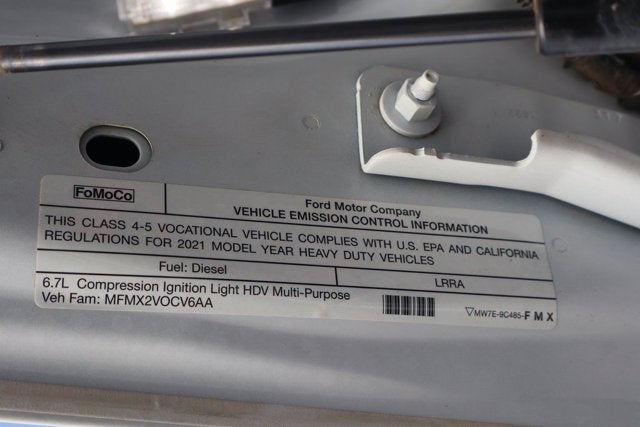 FoMoCo
Ford Motor Company
VEHICLE EMISSION CONTROL INFORMATION
THIS CLASS 4-5 VOCATIONAL VEHICLE COMPLIES WITH U.S. EPA AND CALIFORNIA
REGULATIONS FOR 2021 MODEL YEAR HEAVY DUTY VEHICLES
Fuel: Diesel
LRRA
6.7L Compression Ignition Light HDV Multi-Purpose
Veh Fam: MFMX2VOCV6AA
MW7E-9C485-FMX